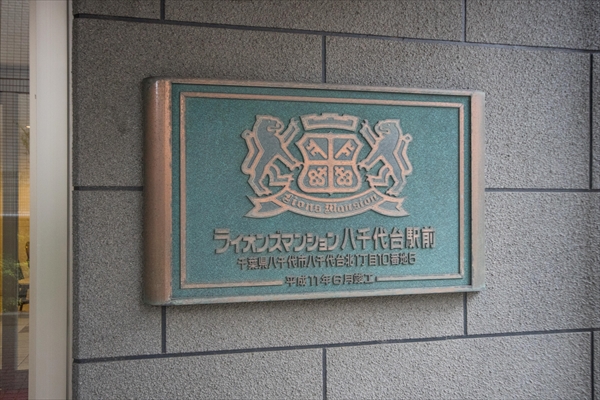 Lions Mansion
ライオンズマンション八千代台駅前
千葉県八千代市八千代台北1丁目10番地5
平成11年6月竣工